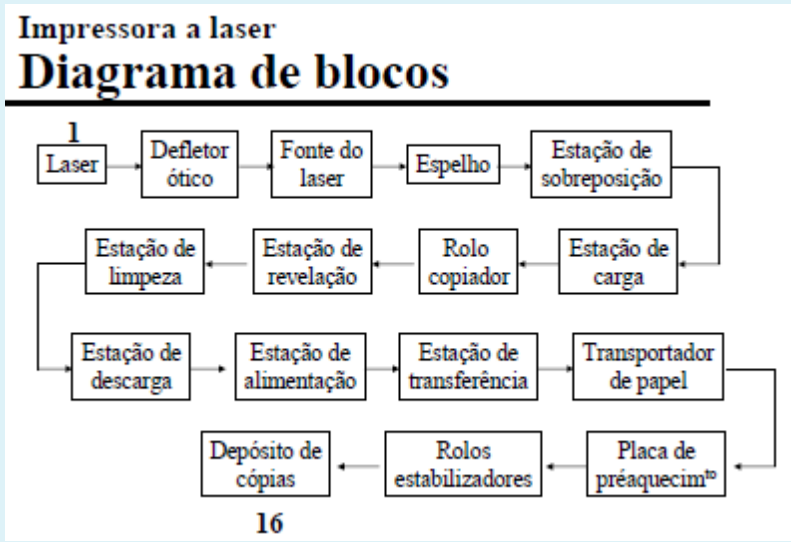 Impressora a laser
Diagrama de blocos
1
Laser
Defletor
ótico
Fonte do
laser
Espelho
Estação de
sobreposição
Estação de
limpeza
Estação de
revelação
Rolo
copiador
Estação de
carga
Estação de
descarga
Estação de
alimentação
Estação de
transferência
Transportador
de papel
Depósito de
cópias
Rolos
estabilizadores
Placa de
préaquecimᵗᵒ
16